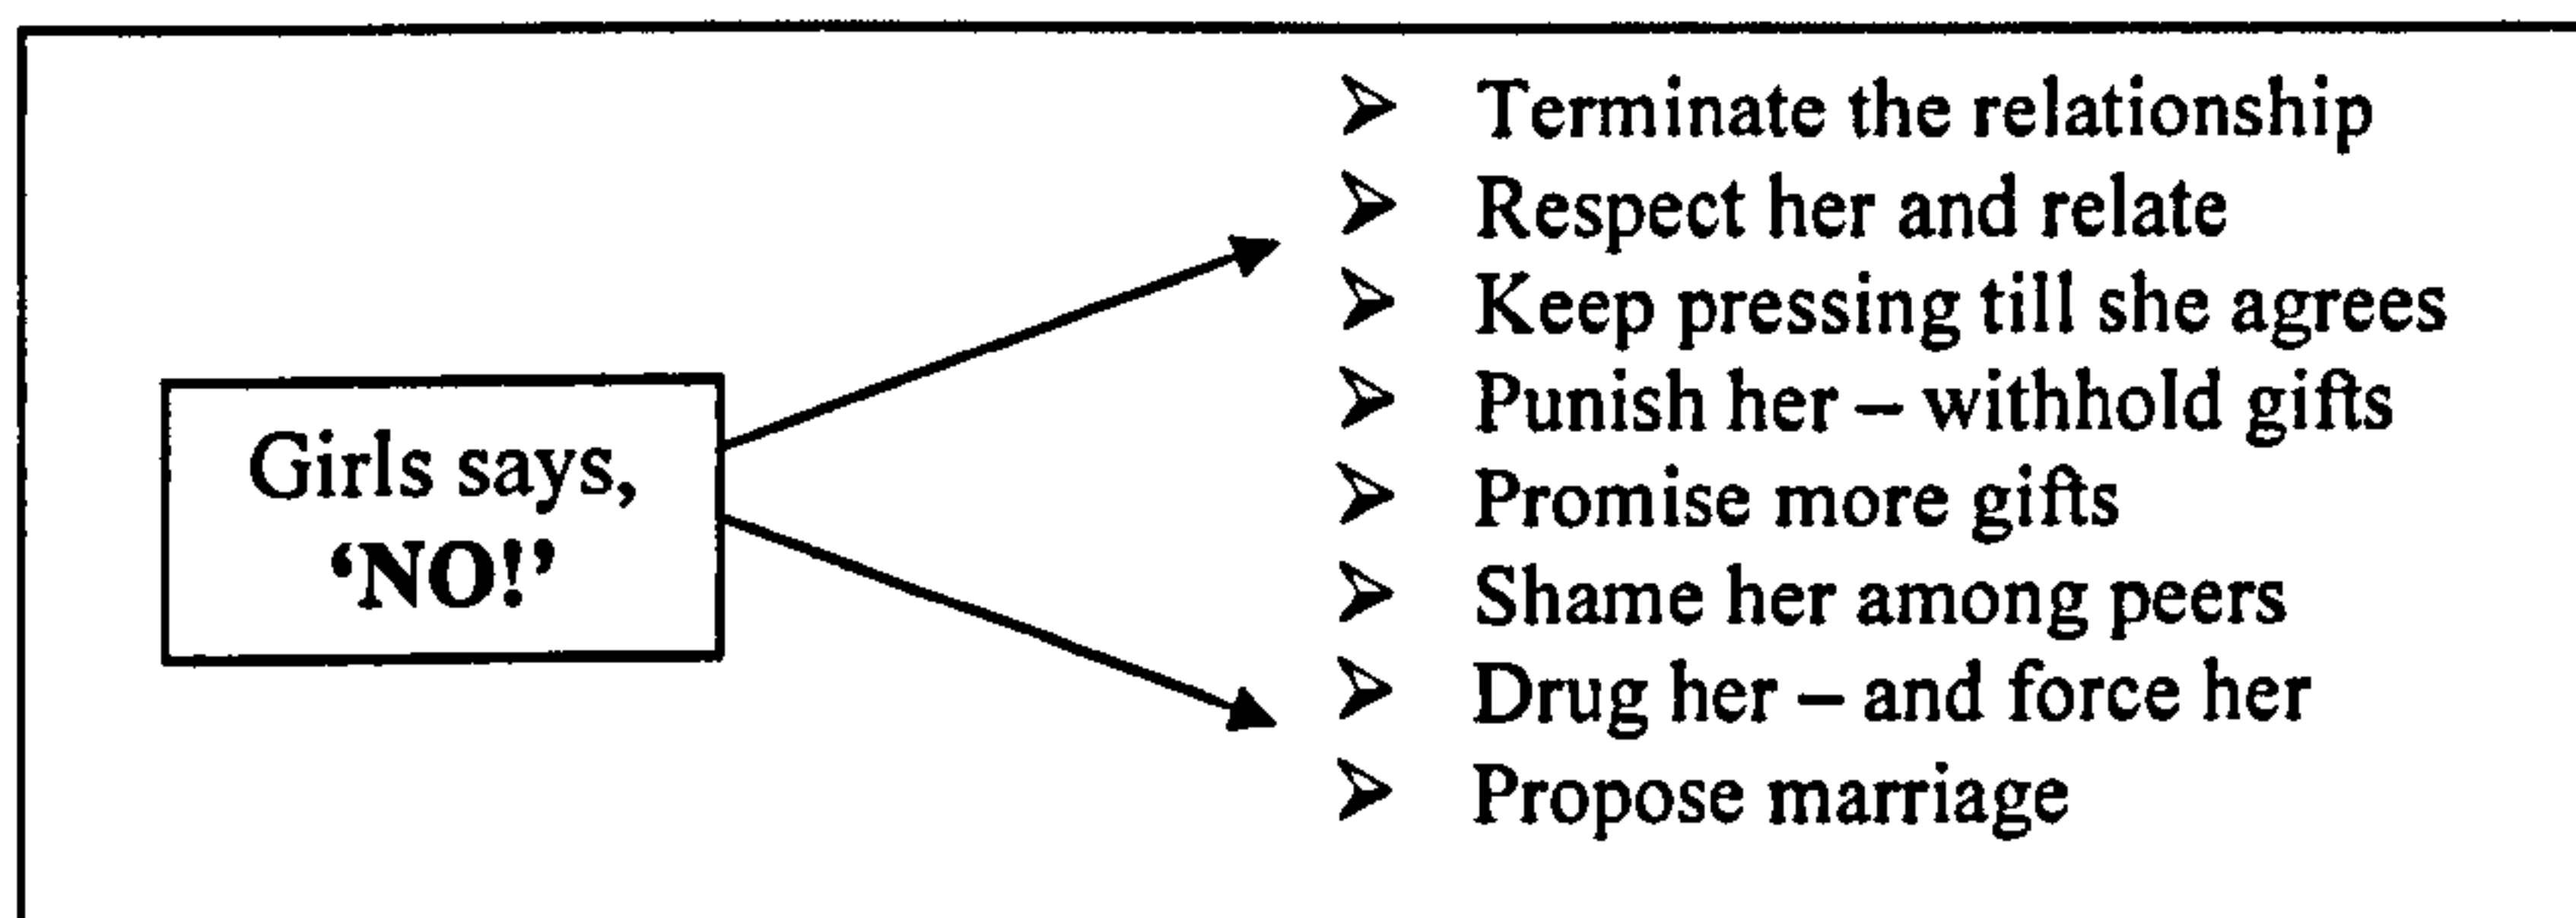 Girls says,
‘NO!’
➢ Terminate the relationship
➢ Respect her and relate
➢ Keep pressing till she agrees
➢ Punish her – withhold gifts
➢ Promise more gifts
➢ Shame her among peers
➢ Drug her – and force her
➢ Propose marriage